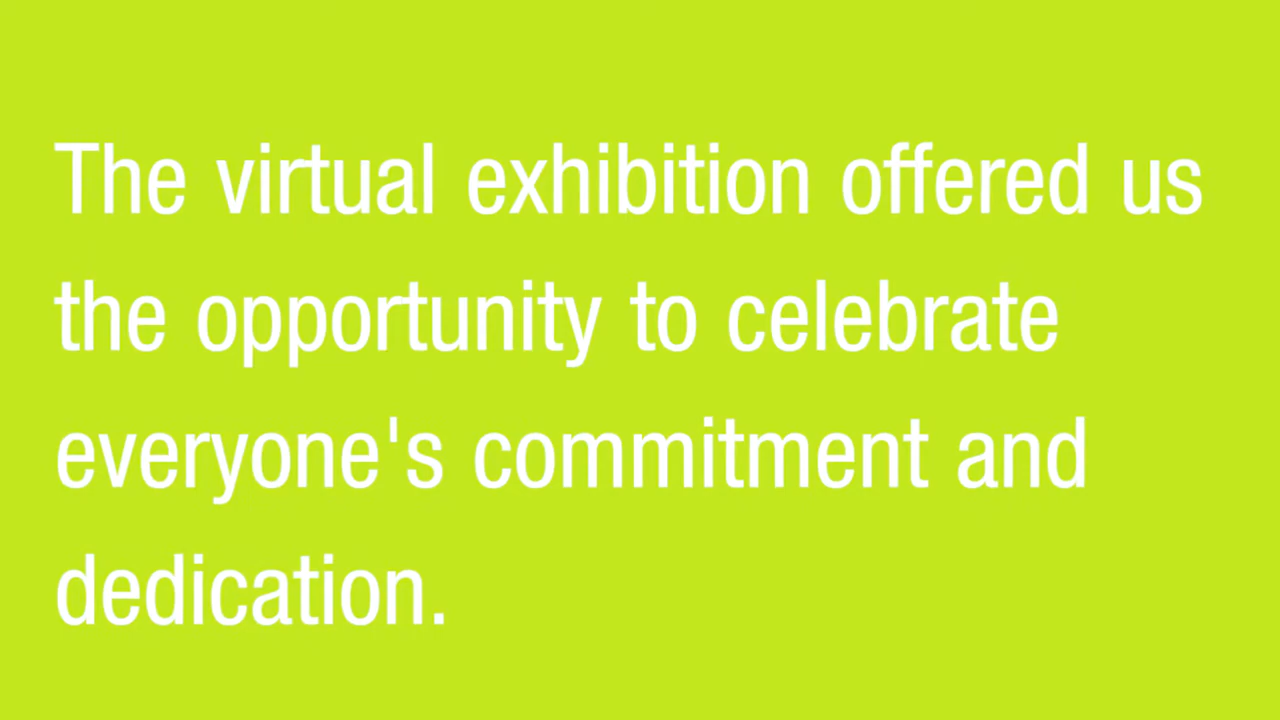 The virtual exhibition offered us
the opportunity to celebrate
everyone's commitment and
dedication.